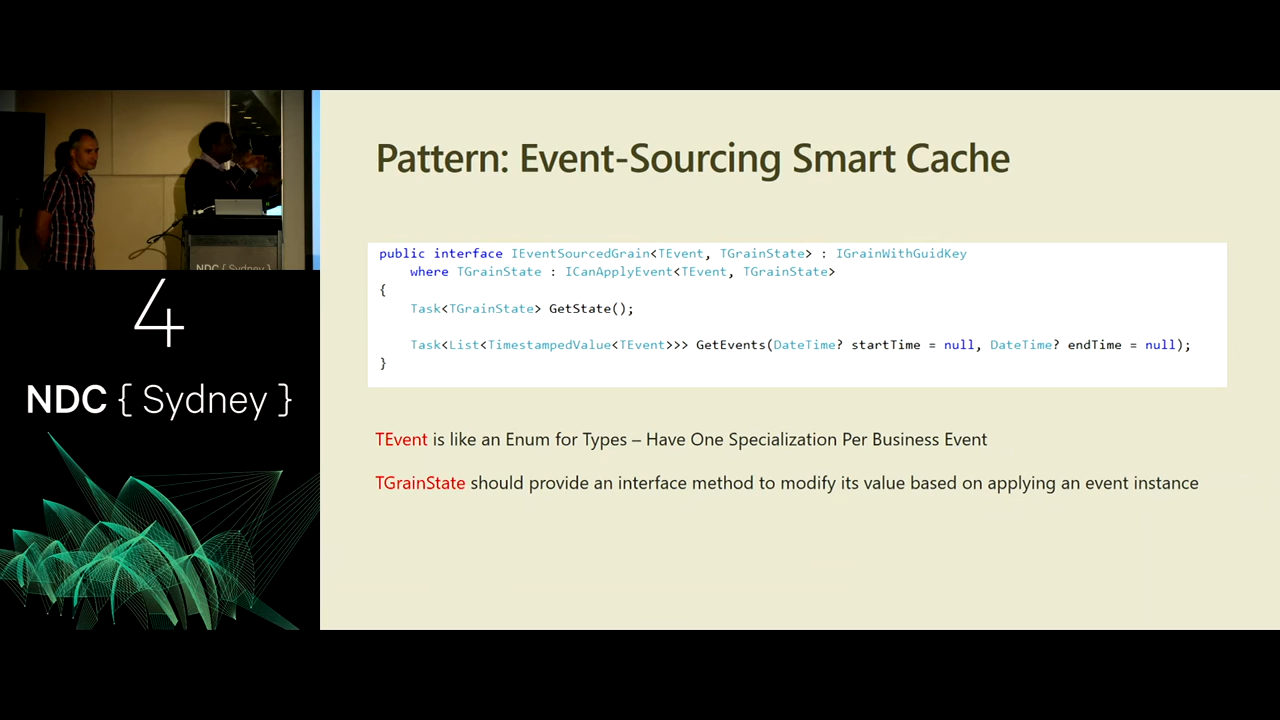 Pattern: Event-Sourcing Smart Cache
public interface IEventSourcedGrain<TEvent, TGrainState> : IGrainWithGuidKey
where TGrainState : ICanApplyEvent<TEvent, TGrainState>
{
Task<TGrainState> GetState();
Task<List<TimestampedValue<TEvent>>> GetEvents(DateTime? startTime = null, DateTime? endTime = null);
}
TEvent is like an Enum for Types – Have One Specialization Per Business Event
TGrainState should provide an interface method to modify its value based on applying an event instance
NDC { Sydney }
4
NDC { Sydney }